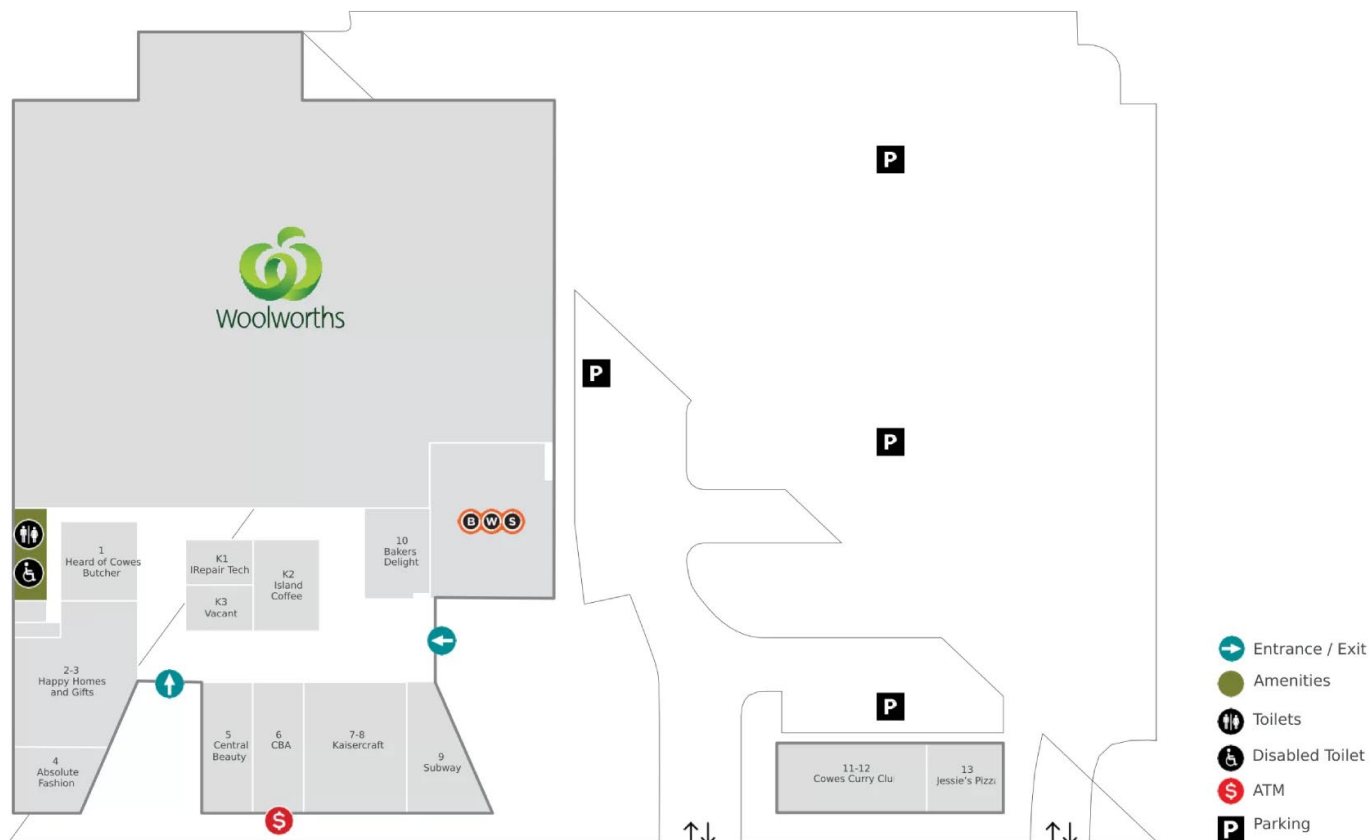 P
Woolworths
P
P
BWS
1
Heard of Cowes
Butcher
K1
IRepair Tech
K2
Island
Coffee
K3
Vacant
10
Bakers
Delight
2-3
Happy Homes
and Gifts
4
Absolute
Fashion
5
Central
Beauty
6
CBA
7-8
Kaisercraft
9
Subway
$
P
11-12
Cowes Curry Clu
13
Jessie's Pizz
Entrance / Exit
Amenities
Toilets
Disabled Toilet
$ ATM
P Parking